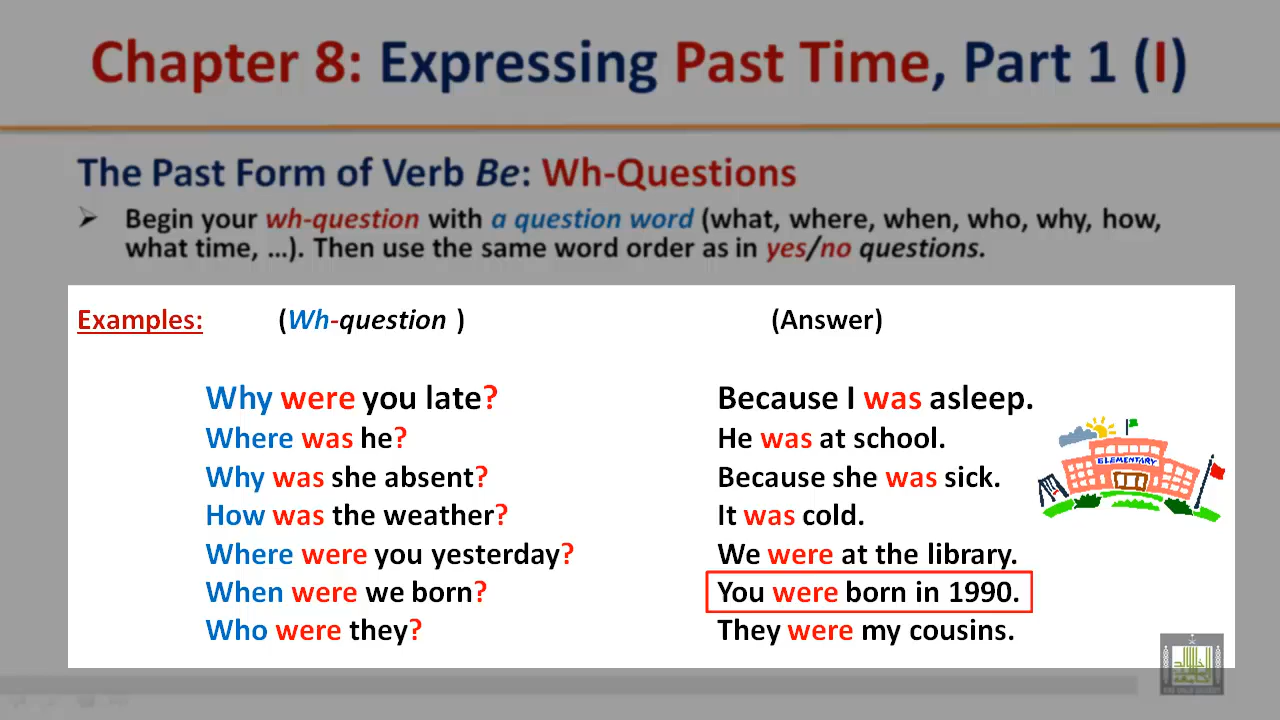 Chapter 8: Expressing Past Time, Part 1 (I)
The Past Form of Verb Be: Wh-Questions
Begin your wh-question with a question word (what, where, when, who, why, how,
what time, ...). Then use the same word order as in yes/no questions.
Examples: (Wh-question ) (Answer)
Why were you late? Because I was asleep.
Where was he? He was at school.
Why was she absent? Because she was sick.
How was the weather? It was cold.
Where were you yesterday? We were at the library.
When were we born? You were born in 1990.
Who were they? They were my cousins.
ELEMENTARY